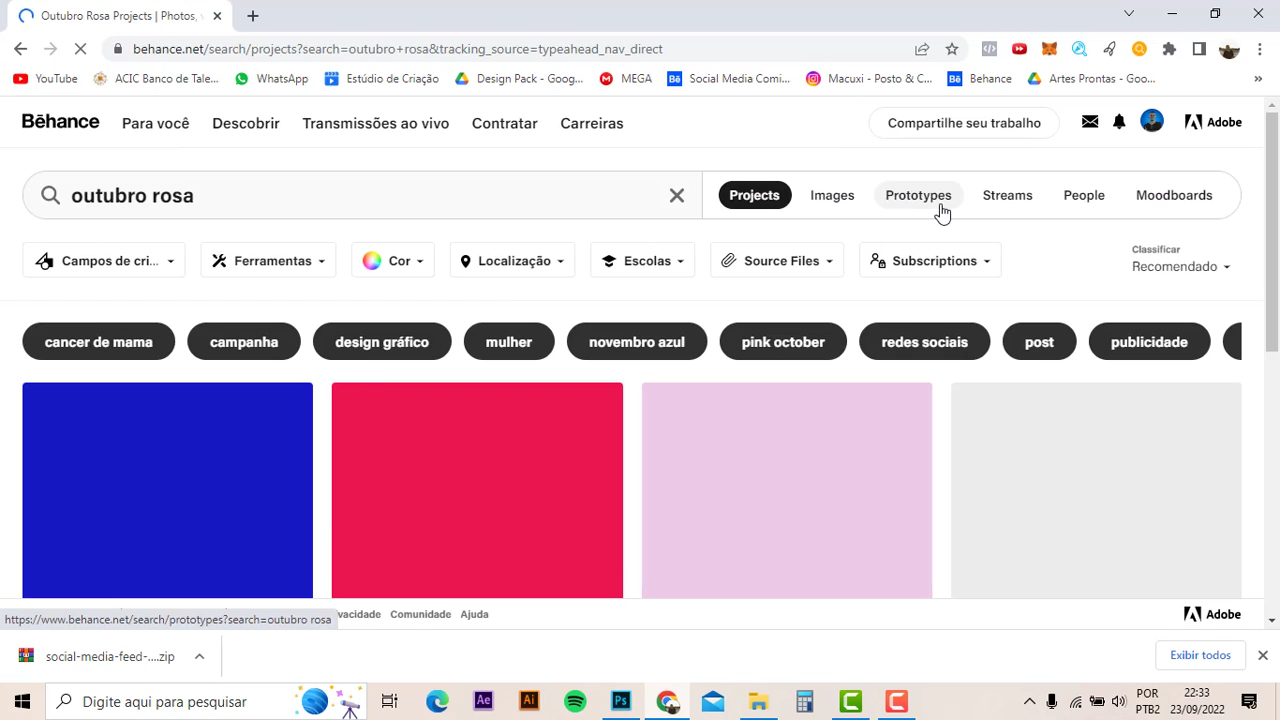 Outubro Rosa Projects | Photos, v
behance.net/search/projects?search=outubro+rosa&tracking_source=typeahead_nav_direct
YouTube ACIC Banco de Tale... WhatsApp Estúdio de Criação Design Pack - Goog... MEGA Social Media Comi... Macuxi - Posto & C... Behance Artes Prontas - Goo... »
Bēhance Para você Descobrir Transmissões ao vivo Contratar Carreiras Compartilhe seu trabalho Adobe
outubro rosa Projects Images Prototypes Streams People Moodboards
Campos de cri... Ferramentas Cor Localização Escolas Source Files Subscriptions
Classificar
Recomendado
cancer de mama campanha design gráfico mulher novembro azul pink october redes sociais post publicidade
vacidade Comunidade Ajuda Adobe
https://www.behance.net/search/prototypes?search=outubro rosa
social-media-feed-....zip Exibir todos
Digite aqui para pesquisar Ae Ai Ps
POR 22:33
PTB2 23/09/2022